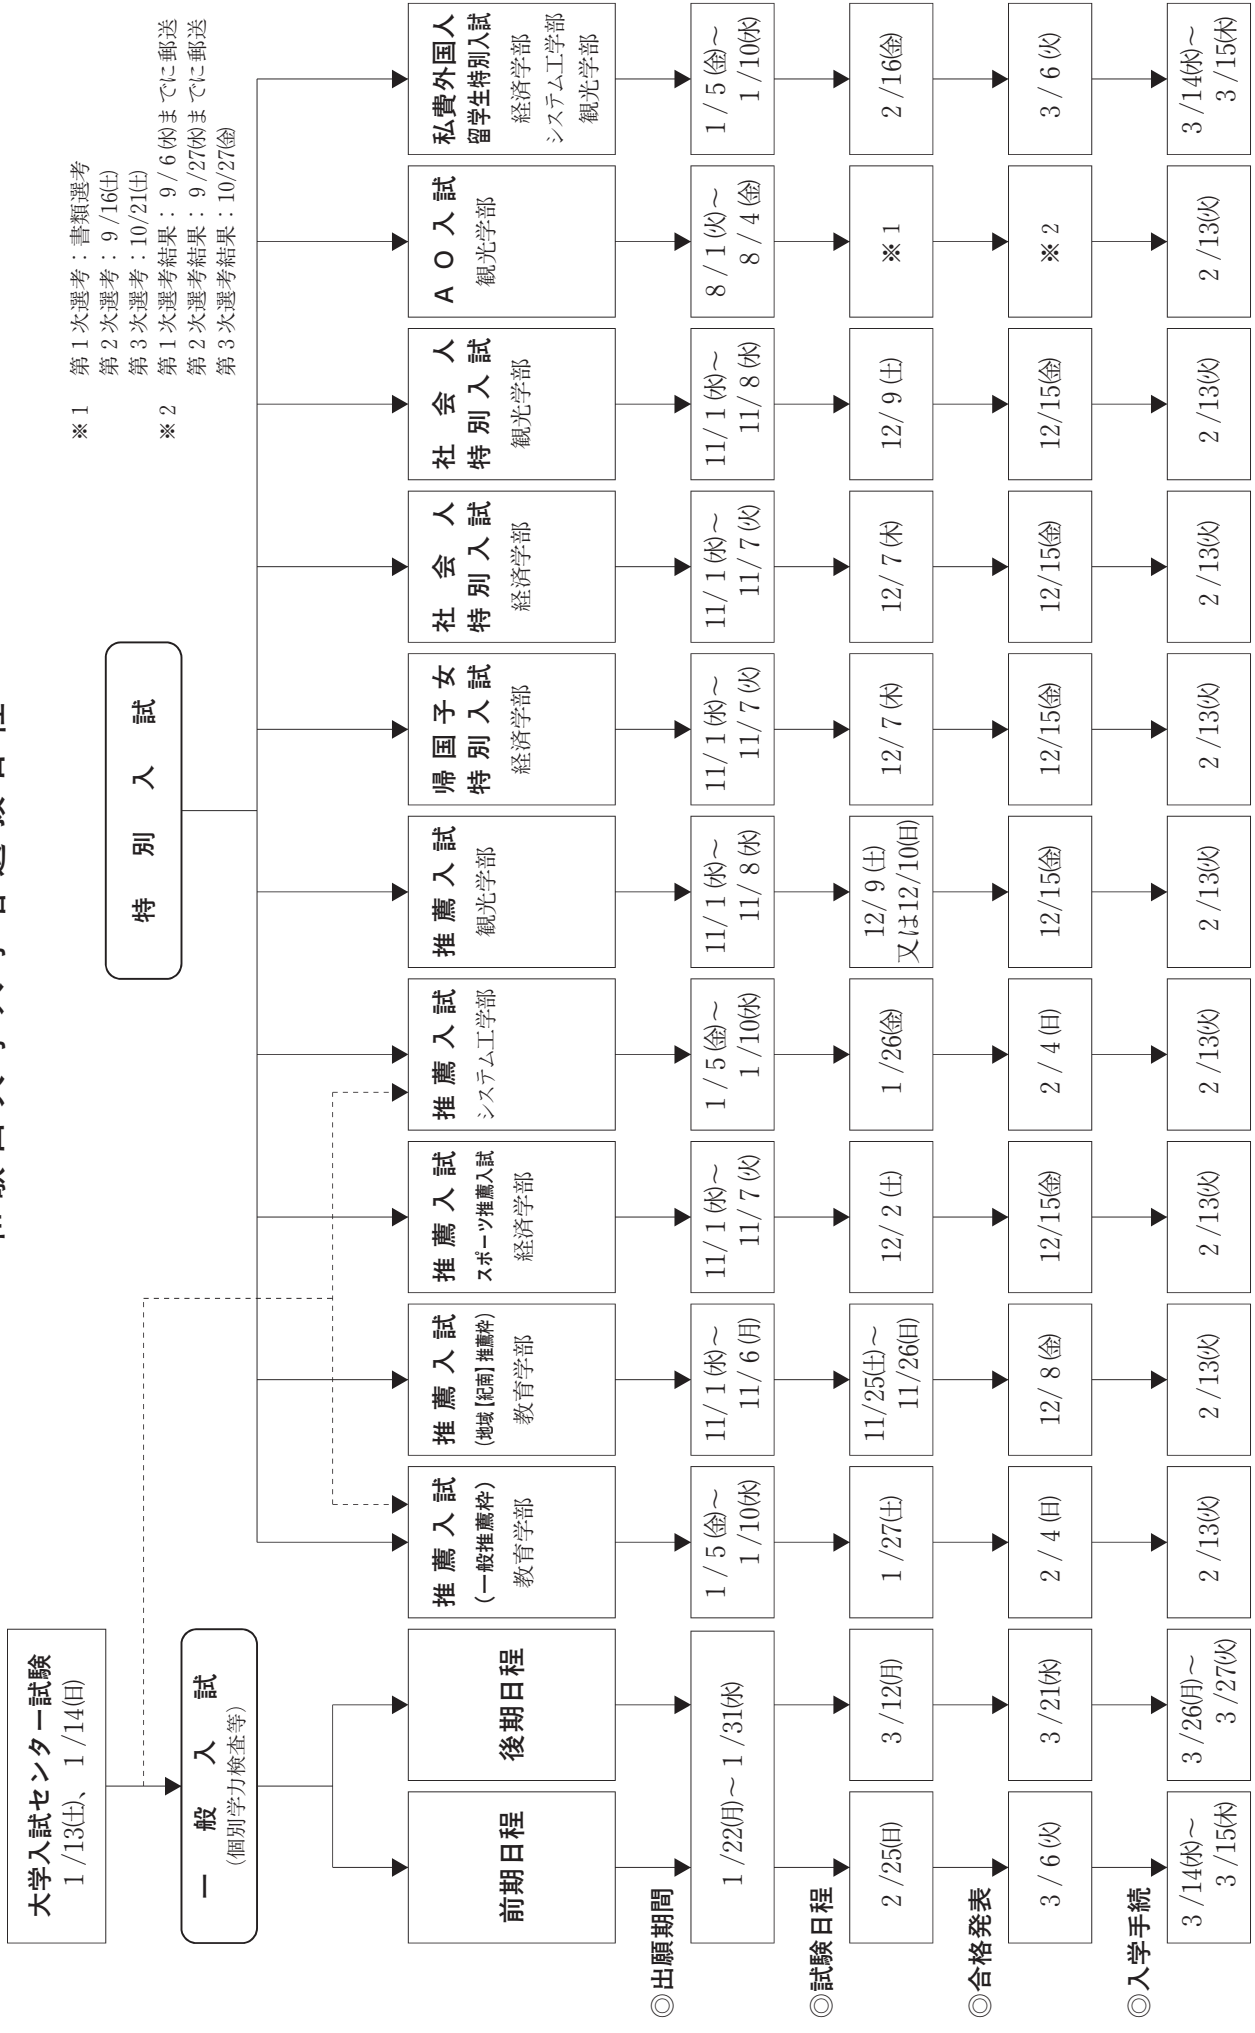 大学入試センター試験
1/13(土)、1/14(日)
一般入試
(個別学力検査等)
特別入試
※1 第1次選考：書類選考
第2次選考：9/16(土)
第3次選考：10/21(土)
※2 第1次選考結果：9/6(水)までに郵送
第2次選考結果：9/27(水)までに郵送
第3次選考結果：10/27(金)
前期日程
後期日程
推薦入試
(一般推薦枠)
教育学部
推薦入試
(地域【紀南】推薦枠)
教育学部
推薦入試
スポーツ推薦入試
経済学部
推薦入試
システム工学部
推薦入試
観光学部
帰国子女
特別入試
経済学部
社会人
特別入試
経済学部
社会人
特別入試
観光学部
AO入試
観光学部
私費外国人
留学生特別入試
経済学部
システム工学部
観光学部
◎出願期間
1/22(月)～1/31(水)
1/5(金)～
1/10(水)
11/1(水)～
11/6(月)
11/1(水)～
11/7(火)
1/5(金)～
1/10(水)
11/1(水)～
11/8(水)
11/1(水)～
11/7(火)
11/1(水)～
11/7(火)
11/1(水)～
11/8(水)
8/1(火)～
8/4(金)
1/5(金)～
1/10(水)
◎試験日程
2/25(日)
3/12(月)
1/27(土)
11/25(土)～
11/26(日)
12/2(土)
1/26(金)
12/9(土)
又は12/10(日)
12/7(木)
12/7(木)
12/9(土)
※1
2/16(金)
◎合格発表
3/6(火)
3/21(水)
2/4(日)
12/8(金)
12/15(金)
2/4(日)
12/15(金)
12/15(金)
12/15(金)
12/15(金)
※2
3/6(火)
◎入学手続
3/14(水)～
3/15(木)
3/26(月)～
3/27(火)
2/13(火)
2/13(火)
2/13(火)
2/13(火)
2/13(火)
2/13(火)
2/13(火)
2/13(火)
2/13(火)
3/14(水)～
3/15(木)